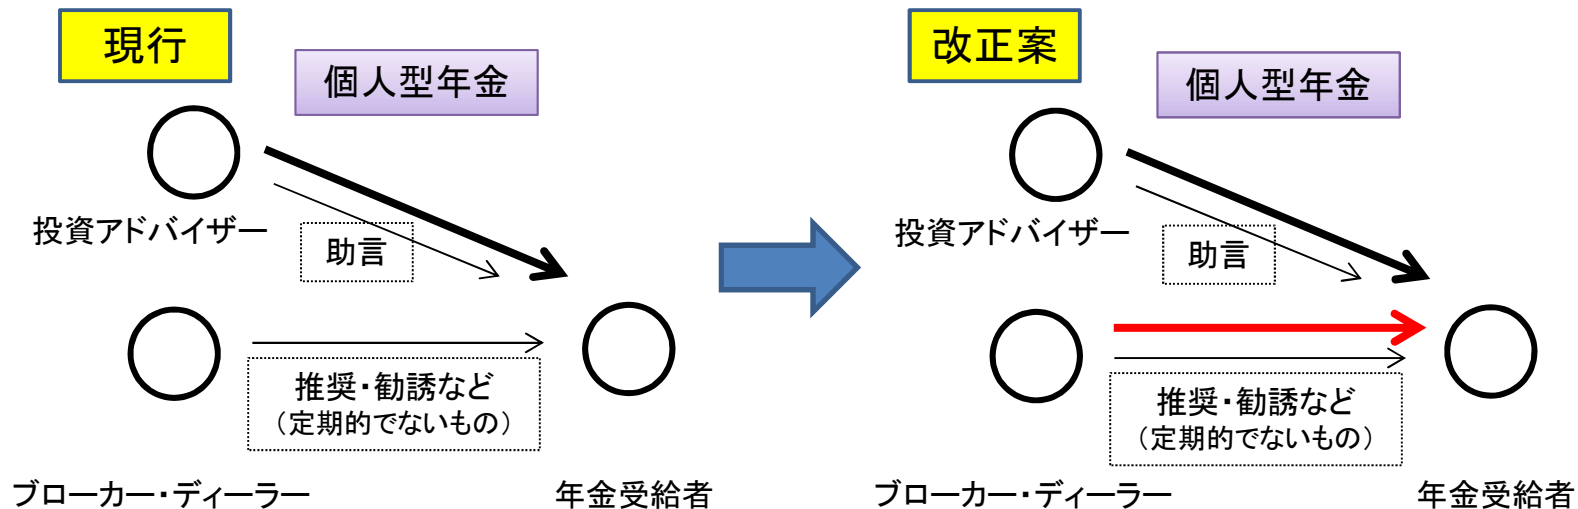 現行
個人型年金
投資アドバイザー
助言
推奨・勧誘など
（定期的でないもの）
ブローカー・ディーラー
年金受給者
改正案
個人型年金
投資アドバイザー
助言
推奨・勧誘など
（定期的でないもの）
ブローカー・ディーラー
年金受給者